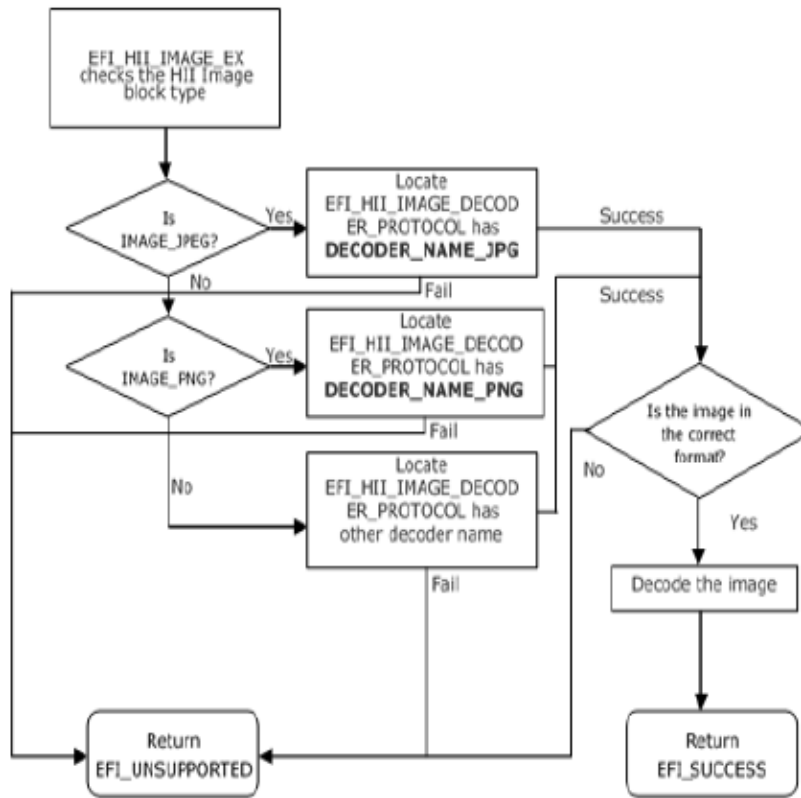 EFI_HII_IMAGE_EX
checks the HII Image
block type
Is
IMAGE_JPEG?
Yes
Locate
EFI_HII_IMAGE_DECOD
ER_PROTOCOL has
DECODER_NAME_JPG
Success
No
Fail
Success
Is
IMAGE_PNG?
Yes
Locate
EFI_HII_IMAGE_DECOD
ER_PROTOCOL has
DECODER_NAME_PNG
Fail
Is the image in
the correct
format?
No
No
Locate
EFI_HII_IMAGE_DECOD
ER_PROTOCOL has
other decoder name
Yes
Fail
Decode the image
Return
EFI_UNSUPPORTED
Return
EFI_SUCCESS